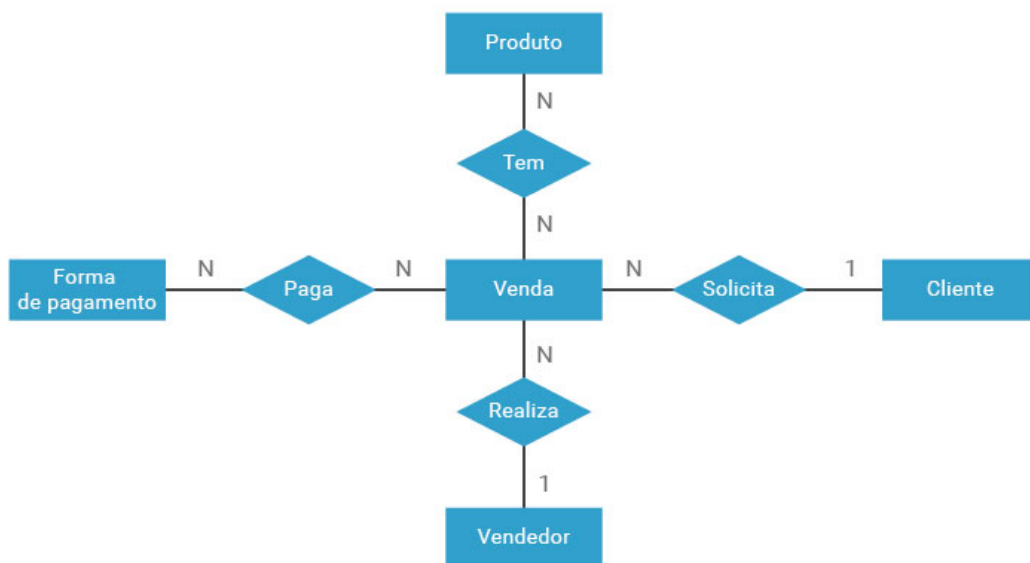 Produto
N
Tem
N
Forma
de pagamento
N
Paga
N
Venda
N
Solicita
1
Cliente
N
Realiza
1
Vendedor